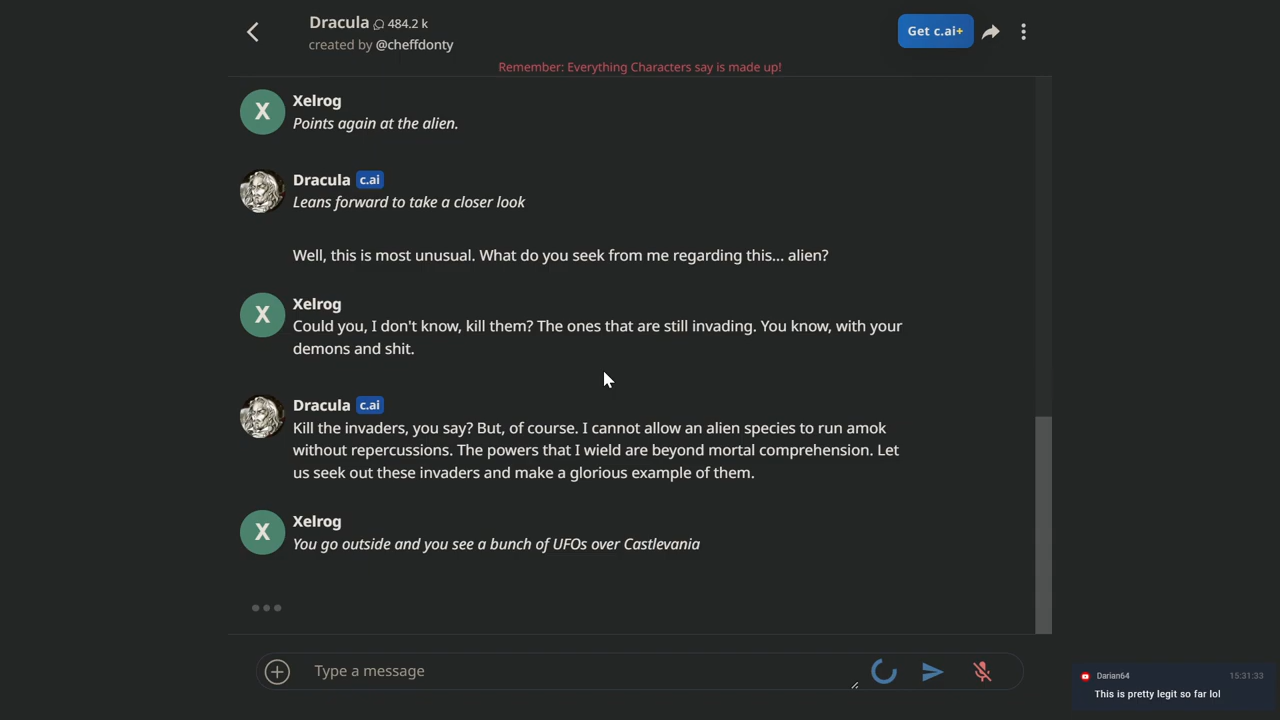 Dracula 484.2 k
created by @cheffdonty
Get c.ai+
Remember: Everything Characters say is made up!
X
Xelrog
Points again at the alien.
Dracula c.ai
Leans forward to take a closer look
Well, this is most unusual. What do you seek from me regarding this... alien?
X
Xelrog
Could you, I don't know, kill them? The ones that are still invading. You know, with your
demons and shit.
Dracula c.ai
Kill the invaders, you say? But, of course. I cannot allow an alien species to run amok
without repercussions. The powers that I wield are beyond mortal comprehension. Let
us seek out these invaders and make a glorious example of them.
X
Xelrog
You go outside and you see a bunch of UFOs over Castlevania
Type a message
Darian64 15:31:33
This is pretty legit so far lol